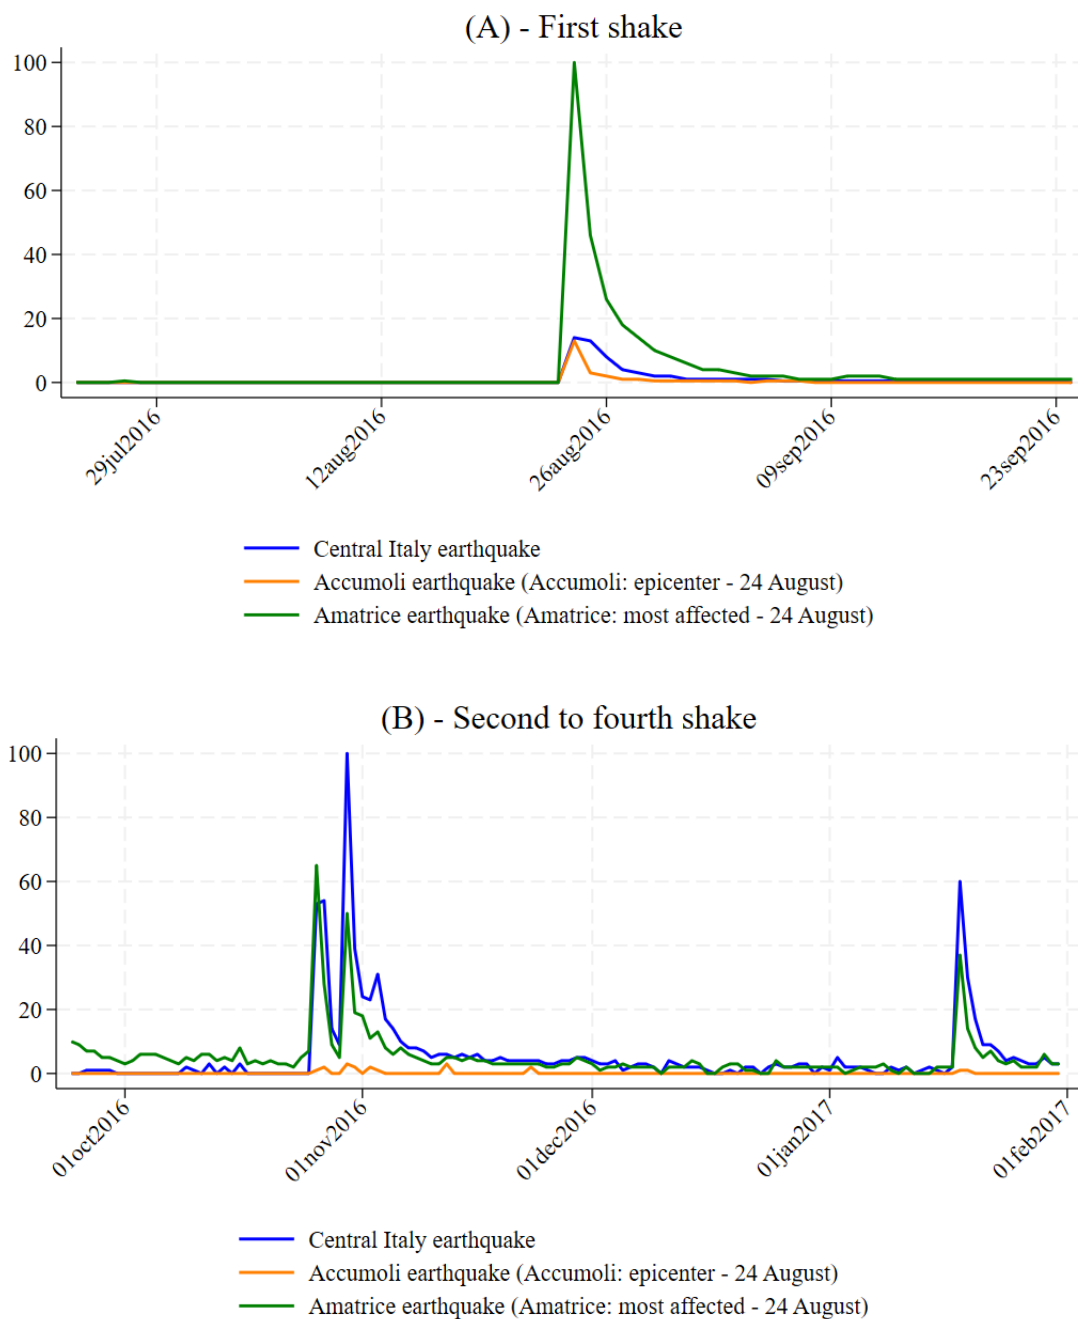 (A) - First shake
100
80
60
40
20
0
29jul2016
12aug2016
26aug2016
09sep2016
23sep2016
Central Italy earthquake
Accumoli earthquake (Accumoli: epicenter - 24 August)
Amatrice earthquake (Amatrice: most affected - 24 August)
(B) - Second to fourth shake
100
80
60
40
20
0
01oct2016
01nov2016
01dec2016
01jan2017
01feb2017
Central Italy earthquake
Accumoli earthquake (Accumoli: epicenter - 24 August)
Amatrice earthquake (Amatrice: most affected - 24 August)